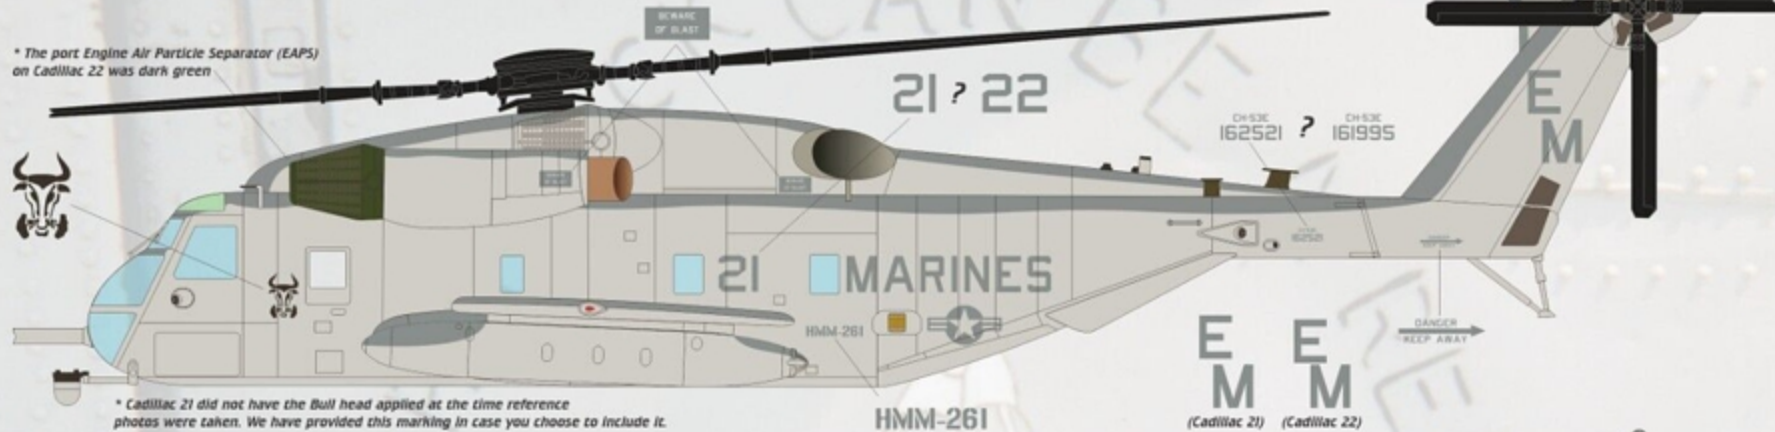 BEWARE
OF BLAST
* The port Engine Air Particle Separator (EAPS)
on Cadillac 22 was dark green
21 ? 22
CH-53E
162521
?
CH-53E
161995
E
M
21
MARINES
162521
HMM-261
DANGER
KEEP AWAY
E
M
(Cadillac 21)
E
M
(Cadillac 22)
* Cadillac 21 did not have the Bull head applied at the time reference
photos were taken. We have provided this marking in case you choose to include it.
HMM-261